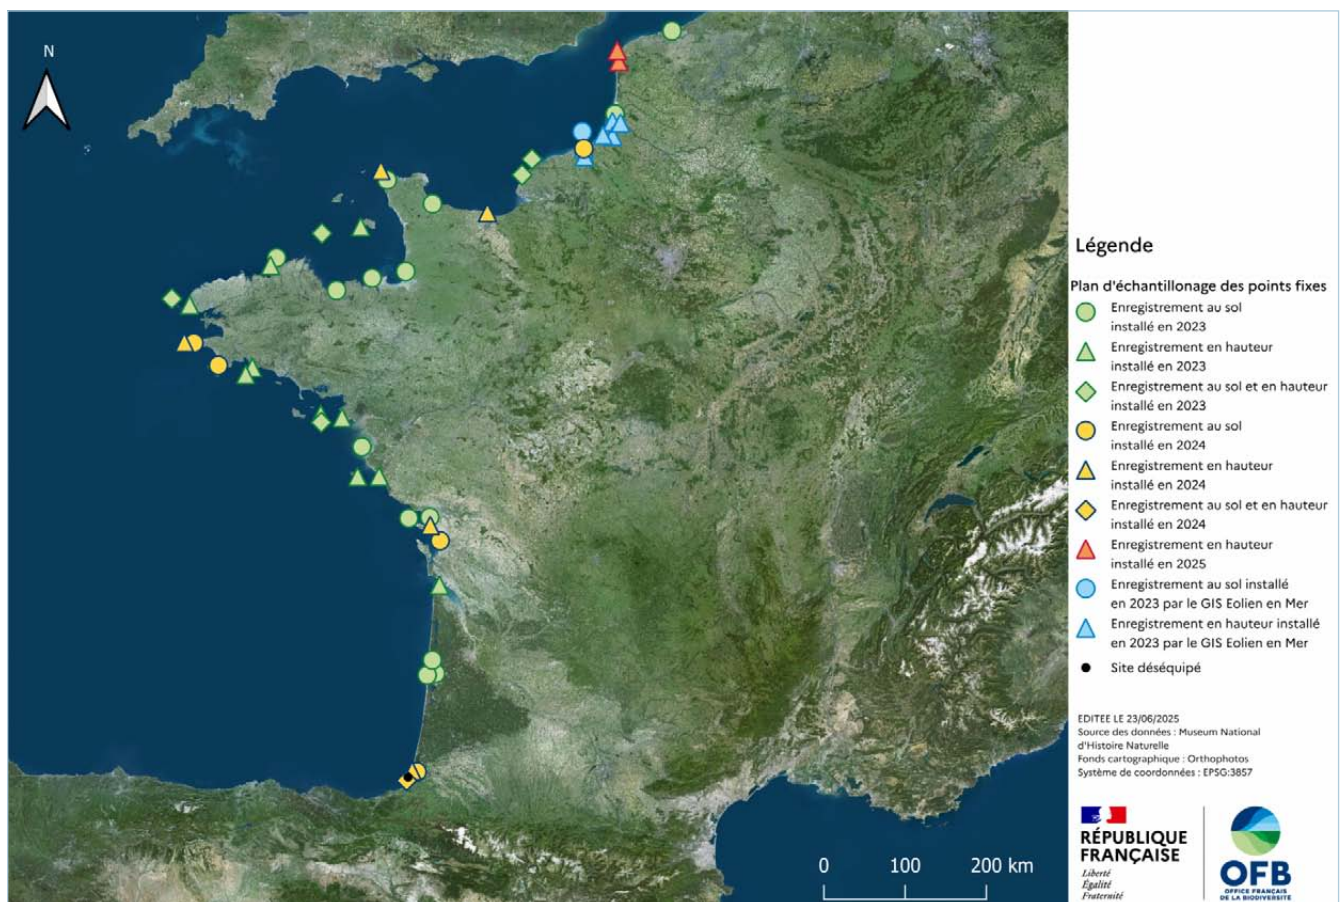 N
Légende
Plan d'échantillonage des points fixes
Enregistrement au sol
installé en 2023
Enregistrement en hauteur
installé en 2023
Enregistrement au sol et en hauteur
installé en 2023
Enregistrement au sol
installé en 2024
Enregistrement en hauteur
installé en 2024
Enregistrement au sol et en hauteur
installé en 2024
Enregistrement en hauteur
installé en 2025
Enregistrement au sol installé
en 2023 par le GIS Eolien en Mer
Enregistrement en hauteur installé
en 2023 par le GIS Eolien en Mer
Site déséquipé
EDITEE LE 23/06/2025
Source des données : Museum National
d'Histoire Naturelle
Fonds cartographique : Orthophotos
Système de coordonnées : EPSG:3857
RÉPUBLIQUE
FRANÇAISE
Liberté
Égalité
Fraternité
OFB
OFFICE FRANÇAIS
DE LA BIODIVERSITÉ
0 100 200 km